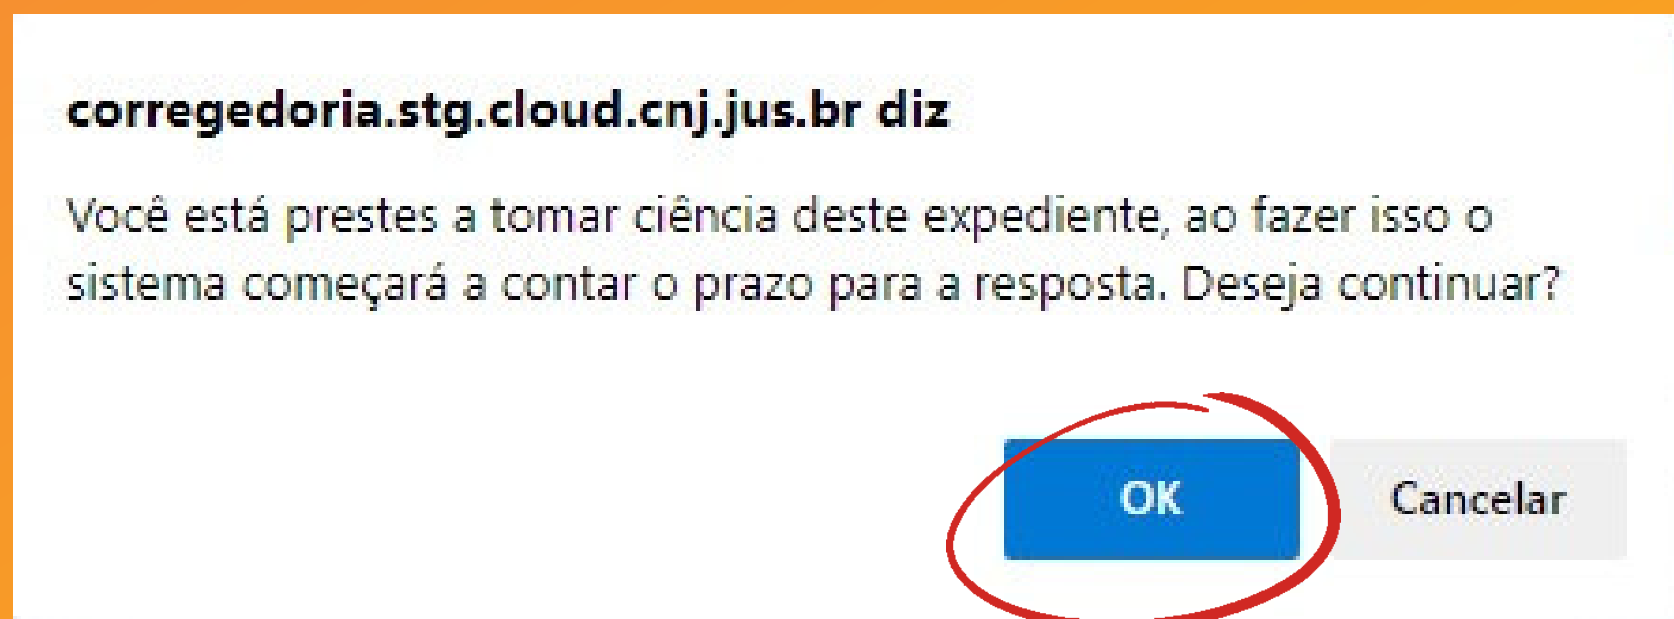 corregedoria.stg.cloud.cnj.jus.br diz
Você está prestes a tomar ciência deste expediente, ao fazer isso o
sistema começará a contar o prazo para a resposta. Deseja continuar?
OK
Cancelar